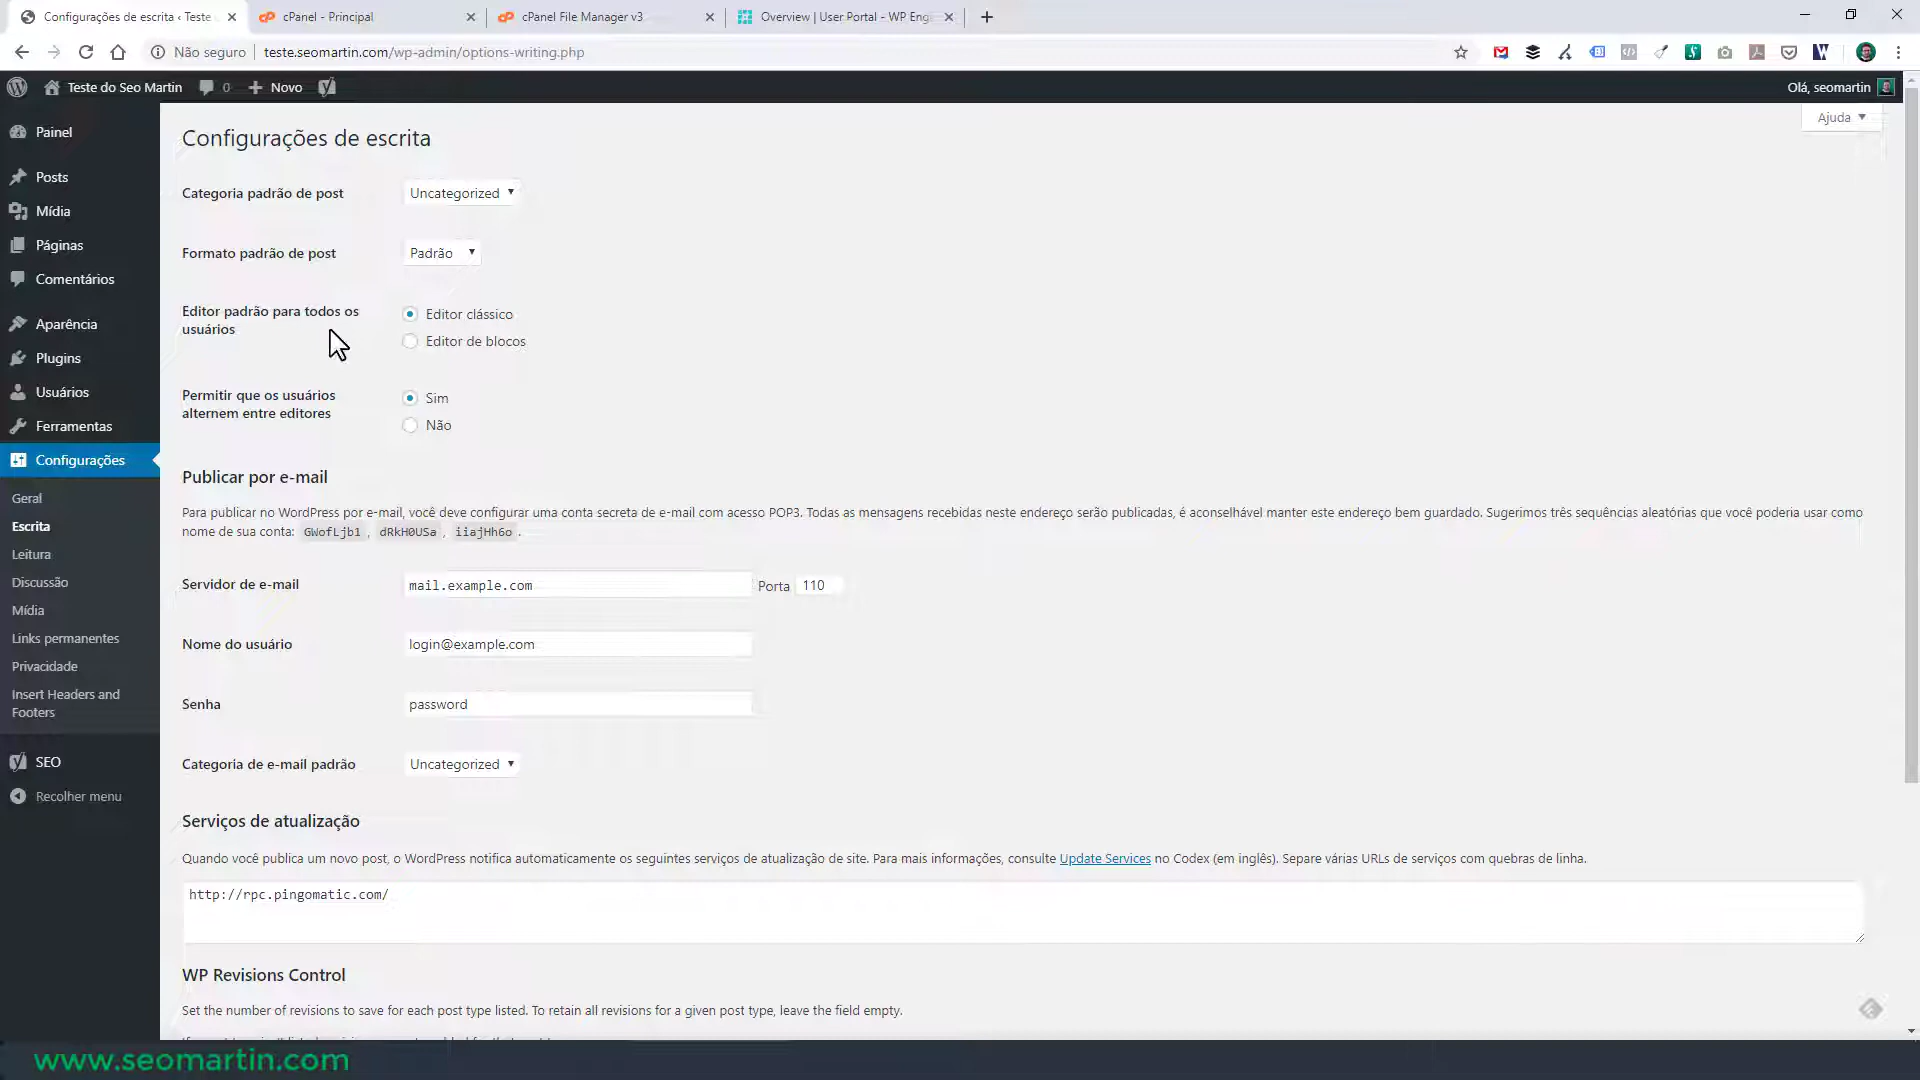 Configurações de escrita ‹ Teste
cPanel - Principal
cPanel File Manager v3
Overview | User Portal - WP Eng
Não seguro
teste.seomartin.com/wp-admin/options-writing.php
Teste do Seo Martin
0
Novo
Olá, seomartin
Ajuda
Painel
Posts
Mídia
Páginas
Comentários
Aparência
Plugins
Usuários
Ferramentas
Configurações
Geral
Escrita
Leitura
Discussão
Mídia
Links permanentes
Privacidade
Insert Headers and
Footers
SEO
Recolher menu
Configurações de escrita
Categoria padrão de post
Uncategorized
Formato padrão de post
Padrão
Editor padrão para todos os
usuários
Editor clássico
Editor de blocos
Permitir que os usuários
alternem entre editores
Sim
Não
Publicar por e-mail
Para publicar no WordPress por e-mail, você deve configurar uma conta secreta de e-mail com acesso POP3. Todas as mensagens recebidas neste endereço serão publicadas, é aconselhável manter este endereço bem guardado. Sugerimos três sequências aleatórias que você poderia usar como
nome de sua conta: GWofLjb1 , dRkH0USa , iiajHh6o .
Servidor de e-mail
mail.example.com
Porta 110
Nome do usuário
login@example.com
Senha
password
Categoria de e-mail padrão
Uncategorized
Serviços de atualização
Quando você publica um novo post, o WordPress notifica automaticamente os seguintes serviços de atualização de site. Para mais informações, consulte Update Services no Codex (em inglês). Separe várias URLs de serviços com quebras de linha.
http://rpc.pingomatic.com/
WP Revisions Control
Set the number of revisions to save for each post type listed. To retain all revisions for a given post type, leave the field empty.
www.seomartin.com